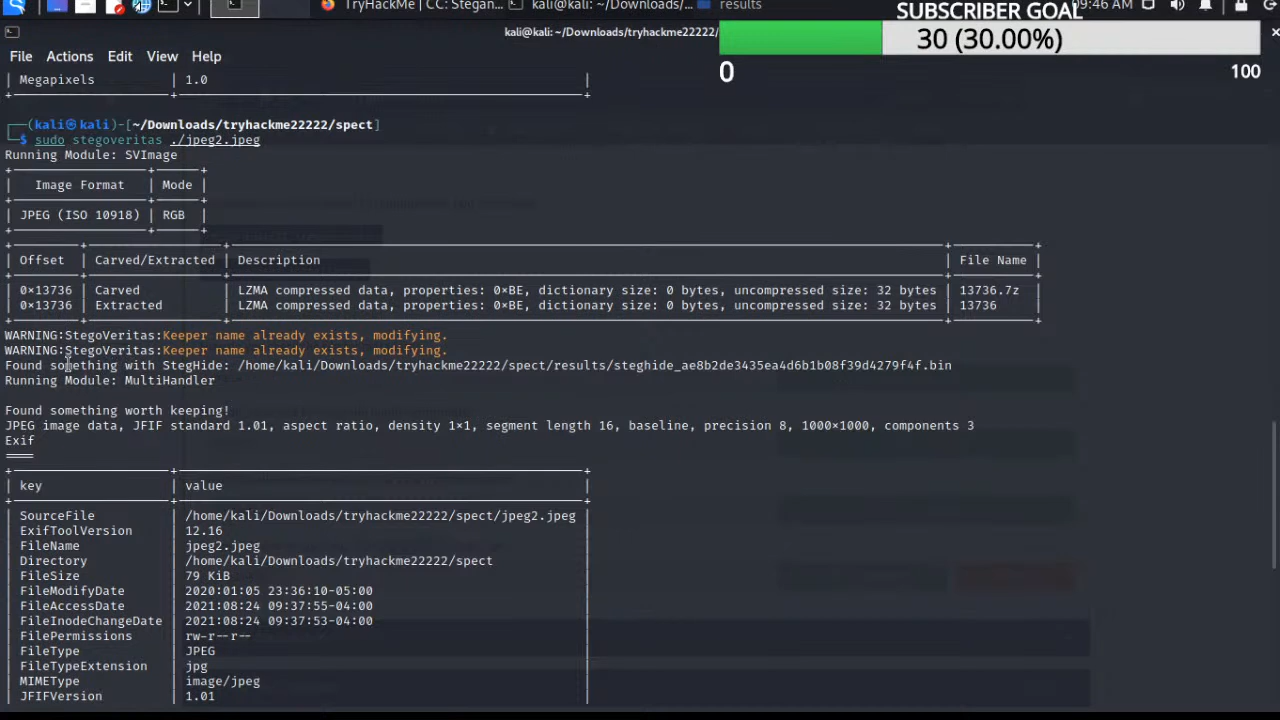 TryHackMe | CC: Stegan...
kali@kali: ~/Downloads/...
results
09:46 AM
SUBSCRIBER GOAL
30 (30.00%)
0
100
kali@kali: ~/Downloads/tryhackme22222/
File Actions Edit View Help
| Megapixels | 1.0 |
┌──(kali㉿kali)-[~/Downloads/tryhackme22222/spect]
└─$ sudo stegoveritas ./jpeg2.jpeg
Running Module: SVImage
| Image Format | Mode |
| JPEG (ISO 10918) | RGB |
| Offset | Carved/Extracted | Description | File Name |
| 0×13736 | Carved | LZMA compressed data, properties: 0×BE, dictionary size: 0 bytes, uncompressed size: 32 bytes | 13736.7z |
| 0×13736 | Extracted | LZMA compressed data, properties: 0×BE, dictionary size: 0 bytes, uncompressed size: 32 bytes | 13736 |
WARNING:StegoVeritas:Keeper name already exists, modifying.
WARNING:StegoVeritas:Keeper name already exists, modifying.
Found something with StegHide: /home/kali/Downloads/tryhackme22222/spect/results/steghide_ae8b2de3435ea4d6b1b08f39d4279f4f.bin
Running Module: MultiHandler
Found something worth keeping!
JPEG image data, JFIF standard 1.01, aspect ratio, density 1×1, segment length 16, baseline, precision 8, 1000×1000, components 3
Exif
====
| key | value |
| SourceFile | /home/kali/Downloads/tryhackme22222/spect/jpeg2.jpeg |
| ExifToolVersion | 12.16 |
| FileName | jpeg2.jpeg |
| Directory | /home/kali/Downloads/tryhackme22222/spect |
| FileSize | 79 KiB |
| FileModifyDate | 2020:01:05 23:36:10-05:00 |
| FileAccessDate | 2021:08:24 09:37:55-04:00 |
| FileInodeChangeDate | 2021:08:24 09:37:53-04:00 |
| FilePermissions | rw-r--r-- |
| FileType | JPEG |
| FileTypeExtension | jpg |
| MIMEType | image/jpeg |
| JFIFVersion | 1.01 |